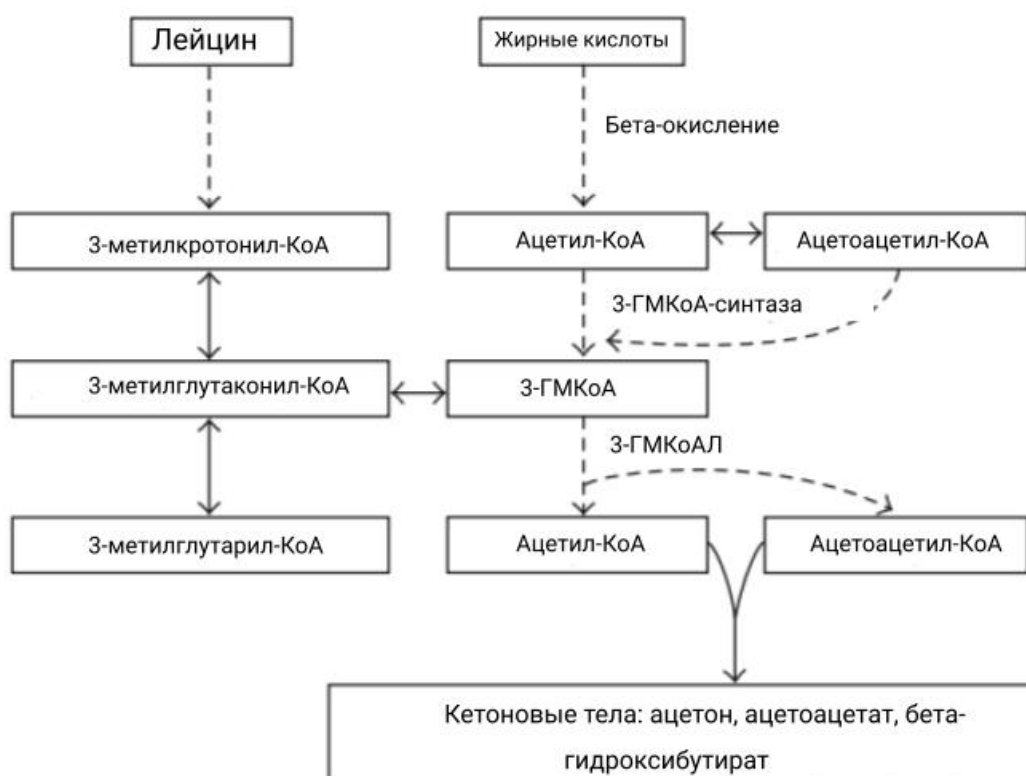 Лейцин
Жирные кислоты
Бета-окисление
3-метилкротонил-КоА
Ацетил-КоА
Ацетоацетил-КоА
3-ГМКоА-синтаза
3-метилглутаконил-КоА
3-ГМКоА
3-ГМКоАЛ
3-метилглутарил-КоА
Ацетил-КоА
Ацетоацетил-КоА
Кетоновые тела: ацетон, ацетоацетат, бета-
гидроксибутират